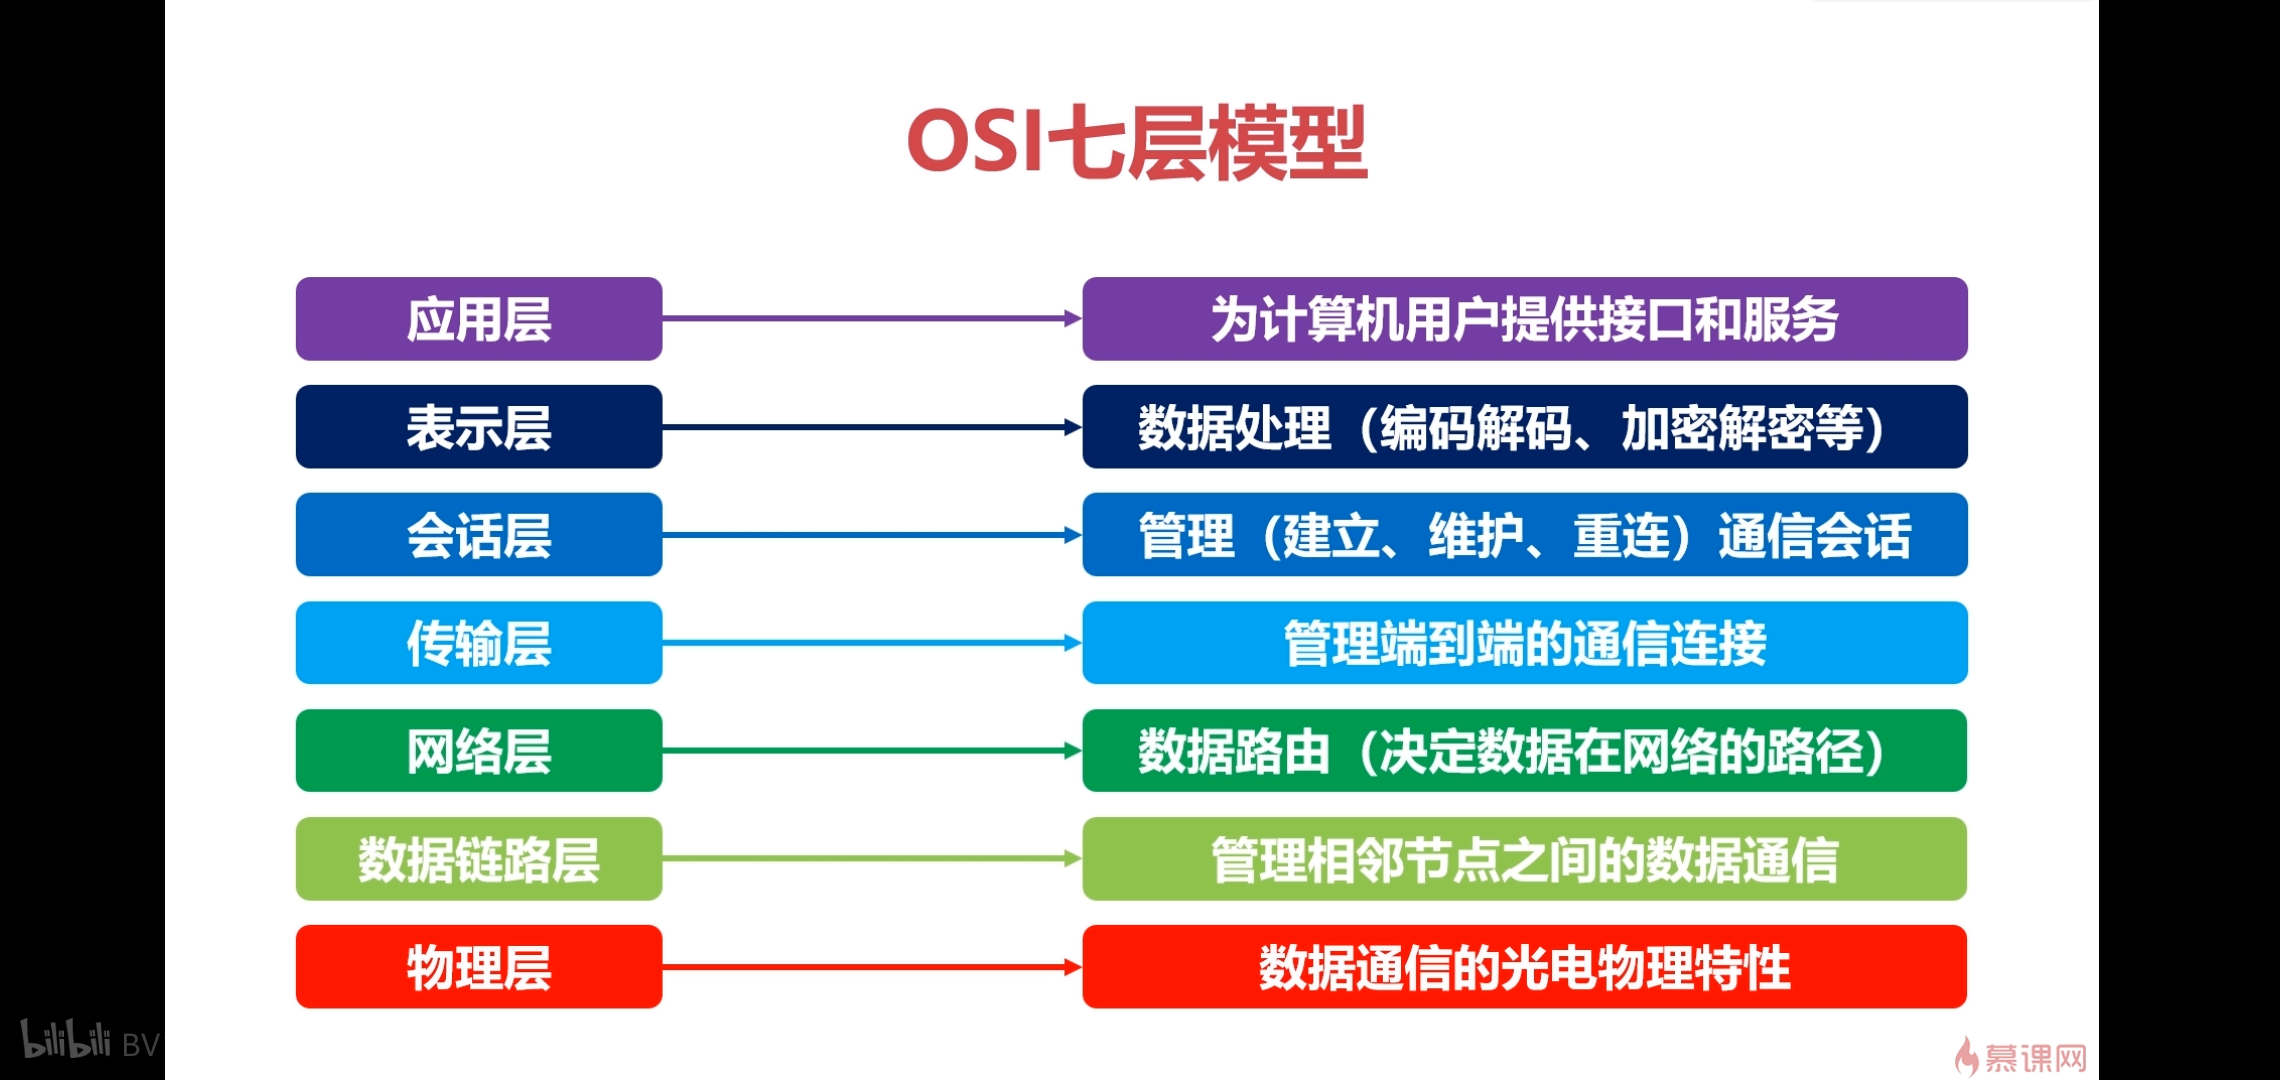 OSI七层模型
应用层
为计算机用户提供接口和服务
表示层
数据处理（编码解码、加密解密等）
会话层
管理（建立、维护、重连）通信会话
传输层
管理端到端的通信连接
网络层
数据路由（决定数据在网络的路径）
数据链路层
管理相邻节点之间的数据通信
物理层
数据通信的光电物理特性
bilibili BV
慕课网